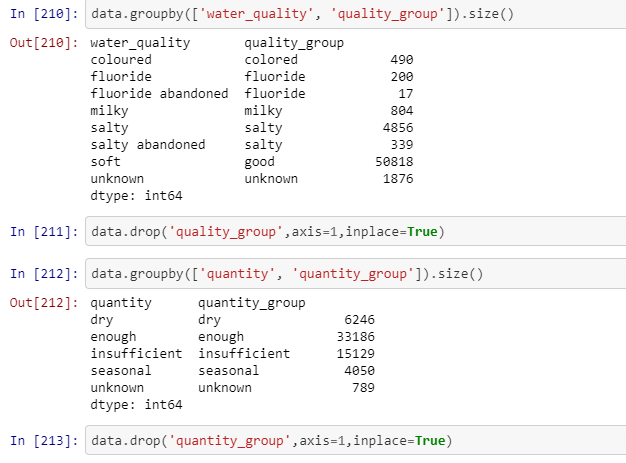 In [210]: data.groupby(['water_quality', 'quality_group']).size()
Out[210]: water_quality       quality_group
coloured            colored            490
fluoride            fluoride           200
fluoride abandoned  fluoride            17
milky               milky              804
salty               salty             4856
salty abandoned     salty              339
soft                good             50818
unknown             unknown           1876
dtype: int64
In [211]: data.drop('quality_group',axis=1,inplace=True)
In [212]: data.groupby(['quantity', 'quantity_group']).size()
Out[212]: quantity      quantity_group
dry           dry                6246
enough        enough            33186
insufficient  insufficient      15129
seasonal      seasonal           4050
unknown       unknown             789
dtype: int64
In [213]: data.drop('quantity_group',axis=1,inplace=True)